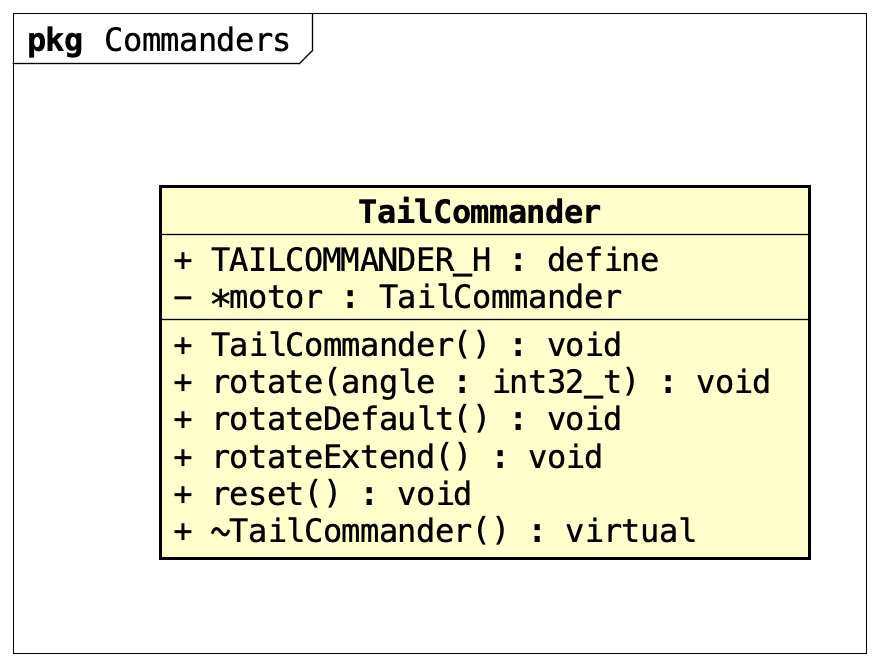 pkg Commanders
TailCommander
+ TAILCOMMANDER_H : define
- *motor : TailCommander
+ TailCommander() : void
+ rotate(angle : int32_t) : void
+ rotateDefault() : void
+ rotateExtend() : void
+ reset() : void
+ ~TailCommander() : virtual